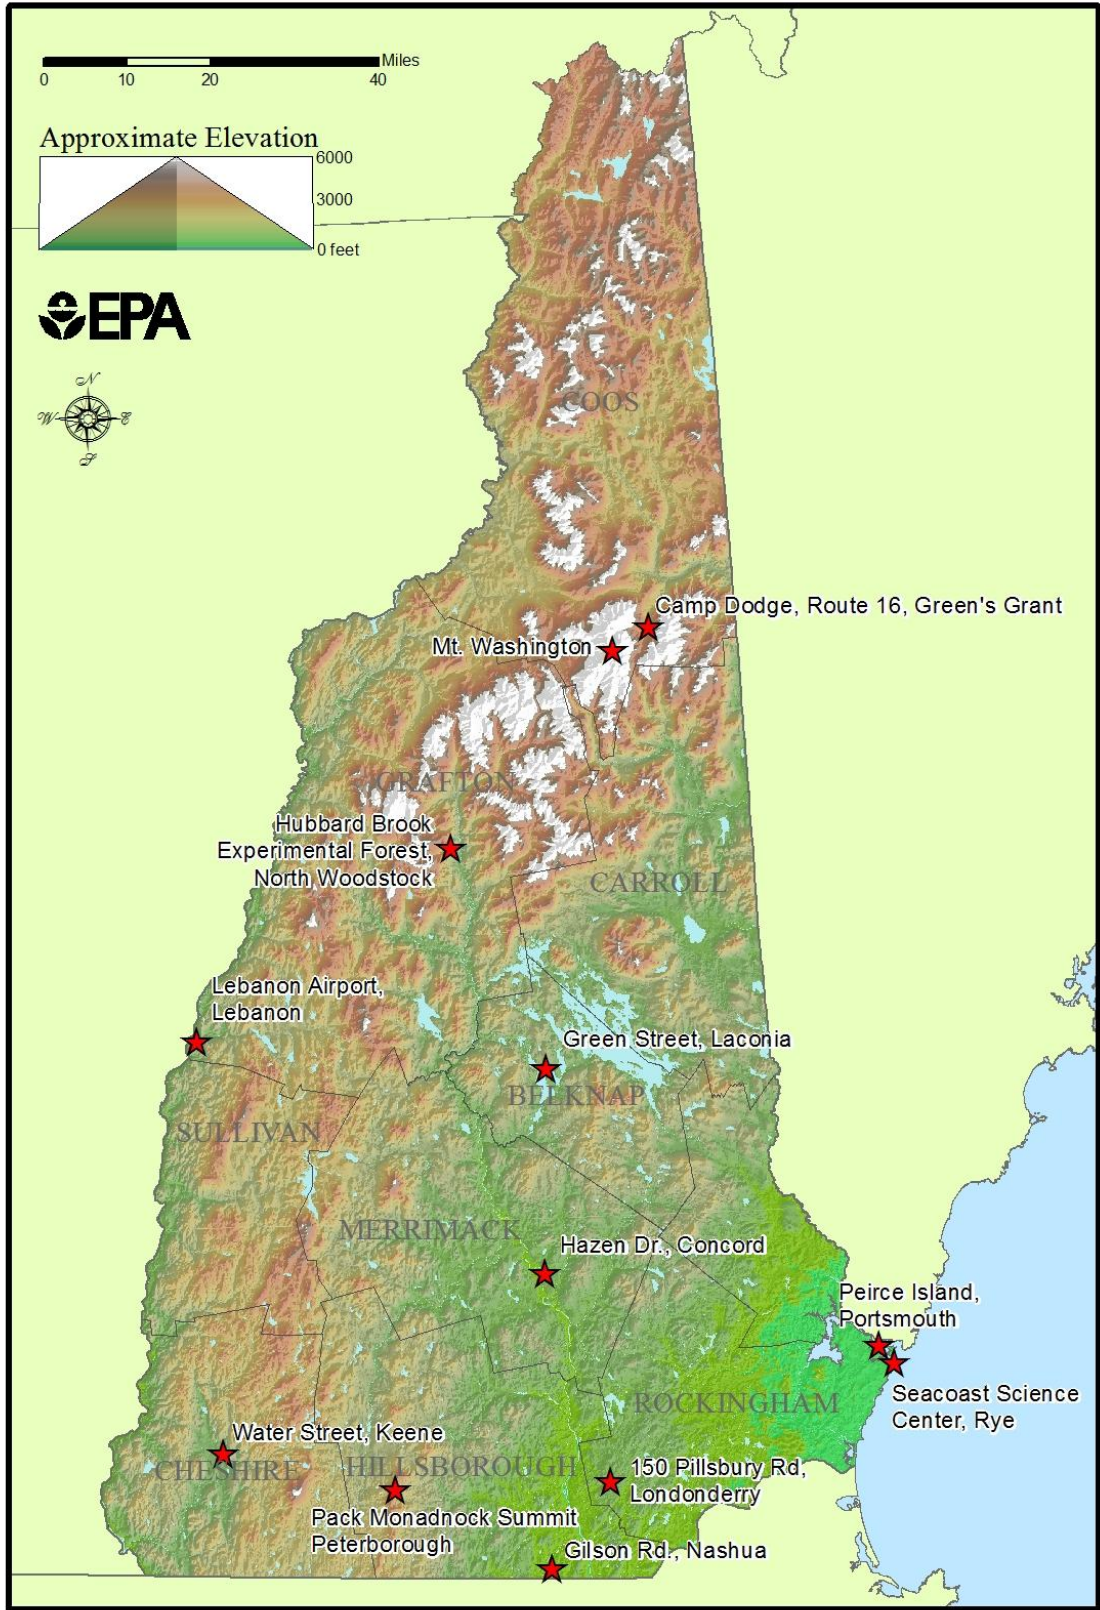 Miles
0 10 20 40
Approximate Elevation
6000
3000
0 feet
EPA
N
W E
S
COOS
Camp Dodge, Route 16, Green's Grant
Mt. Washington
GRAFTON
Hubbard Brook
Experimental Forest,
North Woodstock
CARROLL
Lebanon Airport,
Lebanon
Green Street, Laconia
BELKNAP
SULLIVAN
MERRIMACK
Hazen Dr., Concord
Peirce Island,
Portsmouth
Seacoast Science
Center, Rye
ROCKINGHAM
Water Street, Keene
CHESHIRE
HILLSBOROUGH
150 Pillsbury Rd,
Londonderry
Pack Monadnock Summit
Peterborough
Gilson Rd., Nashua